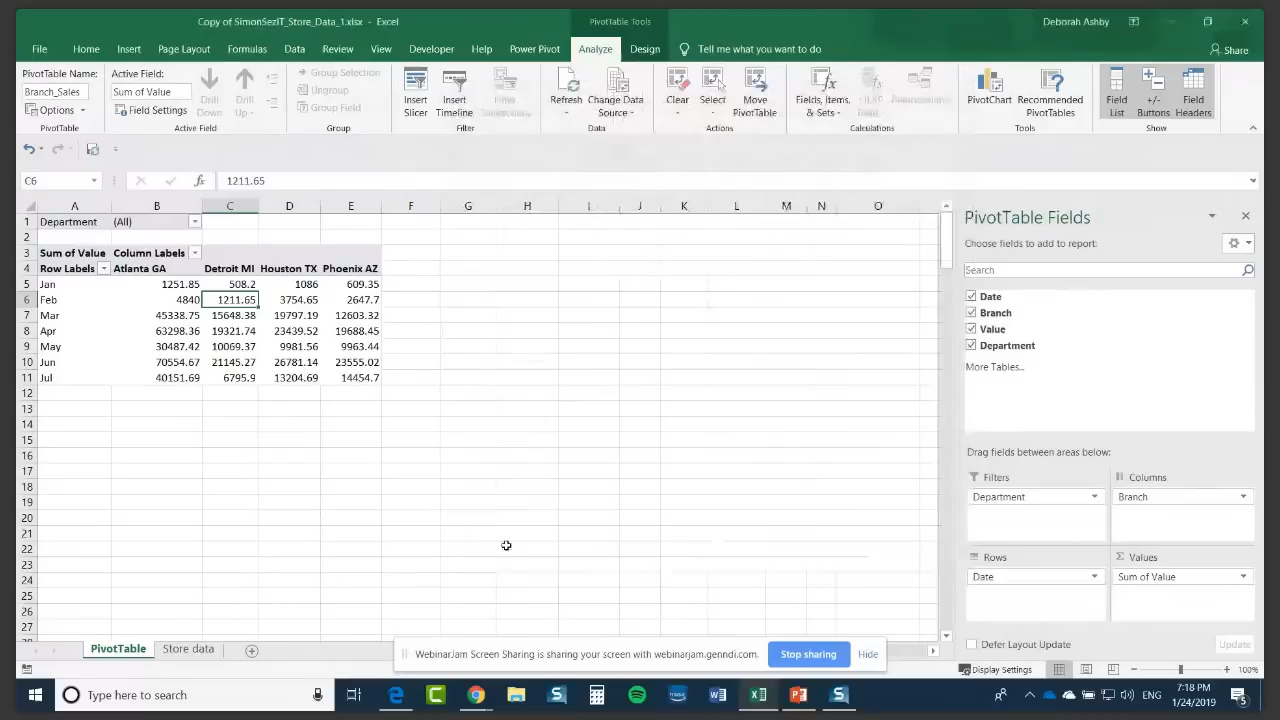 Copy of SimonSezIT_Store_Data_1.xlsx - Excel
PivotTable Tools
Deborah Ashby
File Home Insert Page Layout Formulas Data Review View Developer Help Power Pivot Analyze Design Tell me what you want to do Share
PivotTable Name:
Branch_Sales
Options
PivotTable
Active Field:
Sum of Value
Field Settings
Drill Down
Drill Up
Active Field
Group Selection
Ungroup
Group Field
Group
Insert Slicer
Insert Timeline
Filter
Refresh
Change Data Source
Data
Clear
Select
Move PivotTable
Actions
Fields, Items, & Sets
Calculations
PivotChart
Recommended PivotTables
Tools
Field List
+/- Buttons
Field Headers
Show
C6
fx
1211.65
A B C D E F G H I J K L M N O
1 Department (All)
2
3 Sum of Value Column Labels
4 Row Labels Atlanta GA Detroit MI Houston TX Phoenix AZ
5 Jan 1251.85 508.2 1086 609.35
6 Feb 4840 1211.65 3754.65 2647.7
7 Mar 45338.75 15648.38 19797.19 12603.32
8 Apr 63298.36 19321.74 23439.52 19688.45
9 May 30487.42 10069.37 9981.56 9963.44
10 Jun 70554.67 21145.27 26781.14 23555.02
11 Jul 40151.69 6795.9 13204.69 14454.7
12
13
14
15
16
17
18
19
20
21
22
23
24
25
26
27
PivotTable Fields
Choose fields to add to report:
Search
Date
Branch
Value
Department
More Tables...
Drag fields between areas below:
Filters
Department
Columns
Branch
Rows
Date
Σ Values
Sum of Value
Defer Layout Update
Update
PivotTable Store data
WebinarJam Screen Sharing is sharing your screen with webinarjam.genndi.com.
Stop sharing
Hide
Display Settings
100%
Type here to search
ENG
7:18 PM
1/24/2019
5